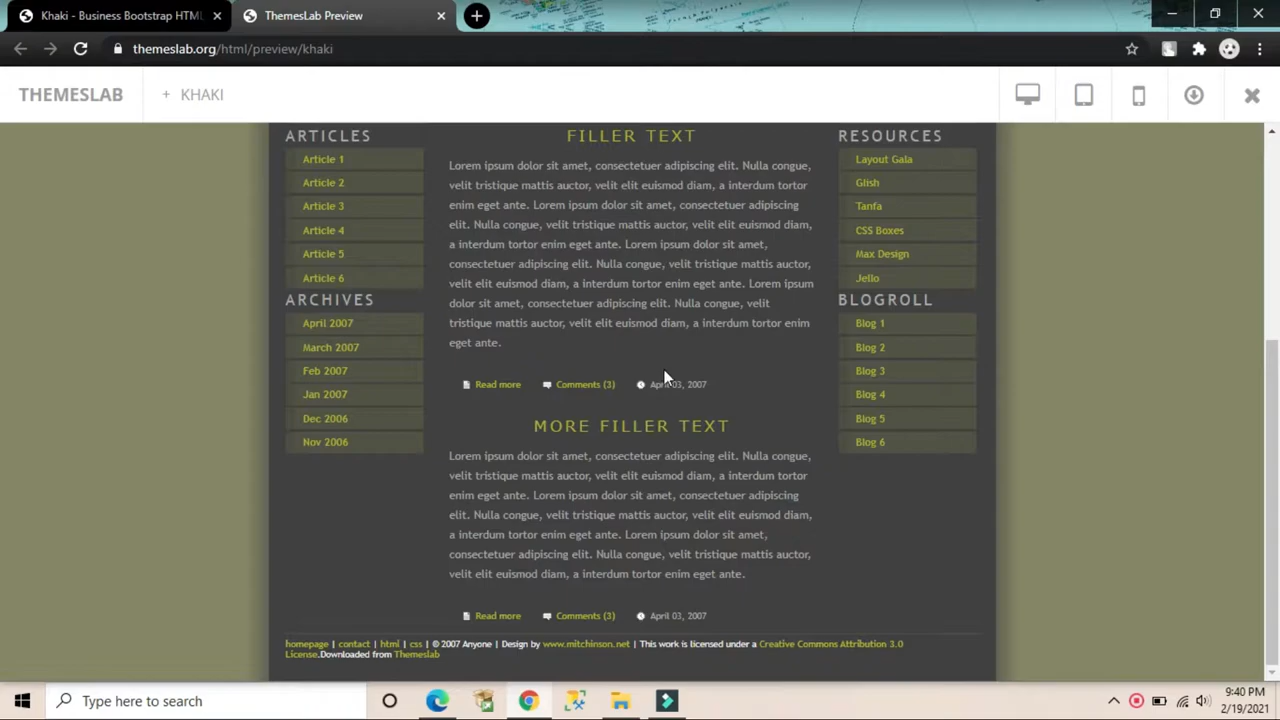 Khaki - Business Bootstrap HTML
ThemesLab Preview
themeslab.org/html/preview/khaki
THEMESLAB
+ KHAKI
ARTICLES
Article 1
Article 2
Article 3
Article 4
Article 5
Article 6
ARCHIVES
April 2007
March 2007
Feb 2007
Jan 2007
Dec 2006
Nov 2006
FILLER TEXT
Lorem ipsum dolor sit amet, consectetuer adipiscing elit. Nulla congue,
velit tristique mattis auctor, velit elit euismod diam, a interdum tortor
enim eget ante. Lorem ipsum dolor sit amet, consectetuer adipiscing
elit. Nulla congue, velit tristique mattis auctor, velit elit euismod diam,
a interdum tortor enim eget ante. Lorem ipsum dolor sit amet,
consectetuer adipiscing elit. Nulla congue, velit tristique mattis auctor,
velit elit euismod diam, a interdum tortor enim eget ante. Lorem ipsum
dolor sit amet, consectetuer adipiscing elit. Nulla congue, velit
tristique mattis auctor, velit elit euismod diam, a interdum tortor enim
eget ante.
Read more Comments (3) April 03, 2007
MORE FILLER TEXT
Lorem ipsum dolor sit amet, consectetuer adipiscing elit. Nulla congue,
velit tristique mattis auctor, velit elit euismod diam, a interdum tortor
enim eget ante. Lorem ipsum dolor sit amet, consectetuer adipiscing
elit. Nulla congue, velit tristique mattis auctor, velit elit euismod diam,
a interdum tortor enim eget ante. Lorem ipsum dolor sit amet,
consectetuer adipiscing elit. Nulla congue, velit tristique mattis auctor,
velit elit euismod diam, a interdum tortor enim eget ante.
Read more Comments (3) April 03, 2007
RESOURCES
Layout Gala
Glish
Tanfa
CSS Boxes
Max Design
Jello
BLOGROLL
Blog 1
Blog 2
Blog 3
Blog 4
Blog 5
Blog 6
homepage | contact | html | css | © 2007 Anyone | Design by www.mitchinson.net | This work is licensed under a Creative Commons Attribution 3.0
License.Downloaded from Themeslab
Type here to search
9:40 PM
2/19/2021